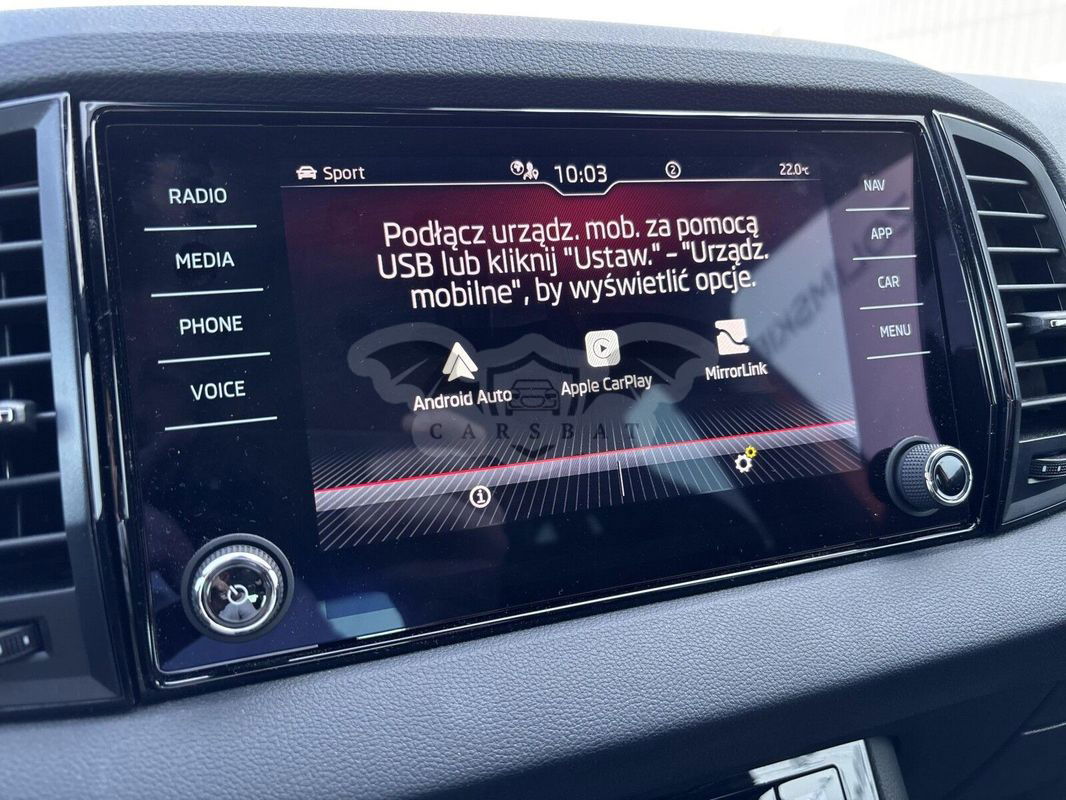 Sport
10:03
2
22.0°C
RADIO
MEDIA
PHONE
VOICE
Podłącz urządz. mob. za pomocą
USB lub kliknij "Ustaw." - "Urządz.
mobilne", by wyświetlić opcje.
Android Auto
Apple CarPlay
MirrorLink
CARSBAT
i
NAV
APP
CAR
MENU